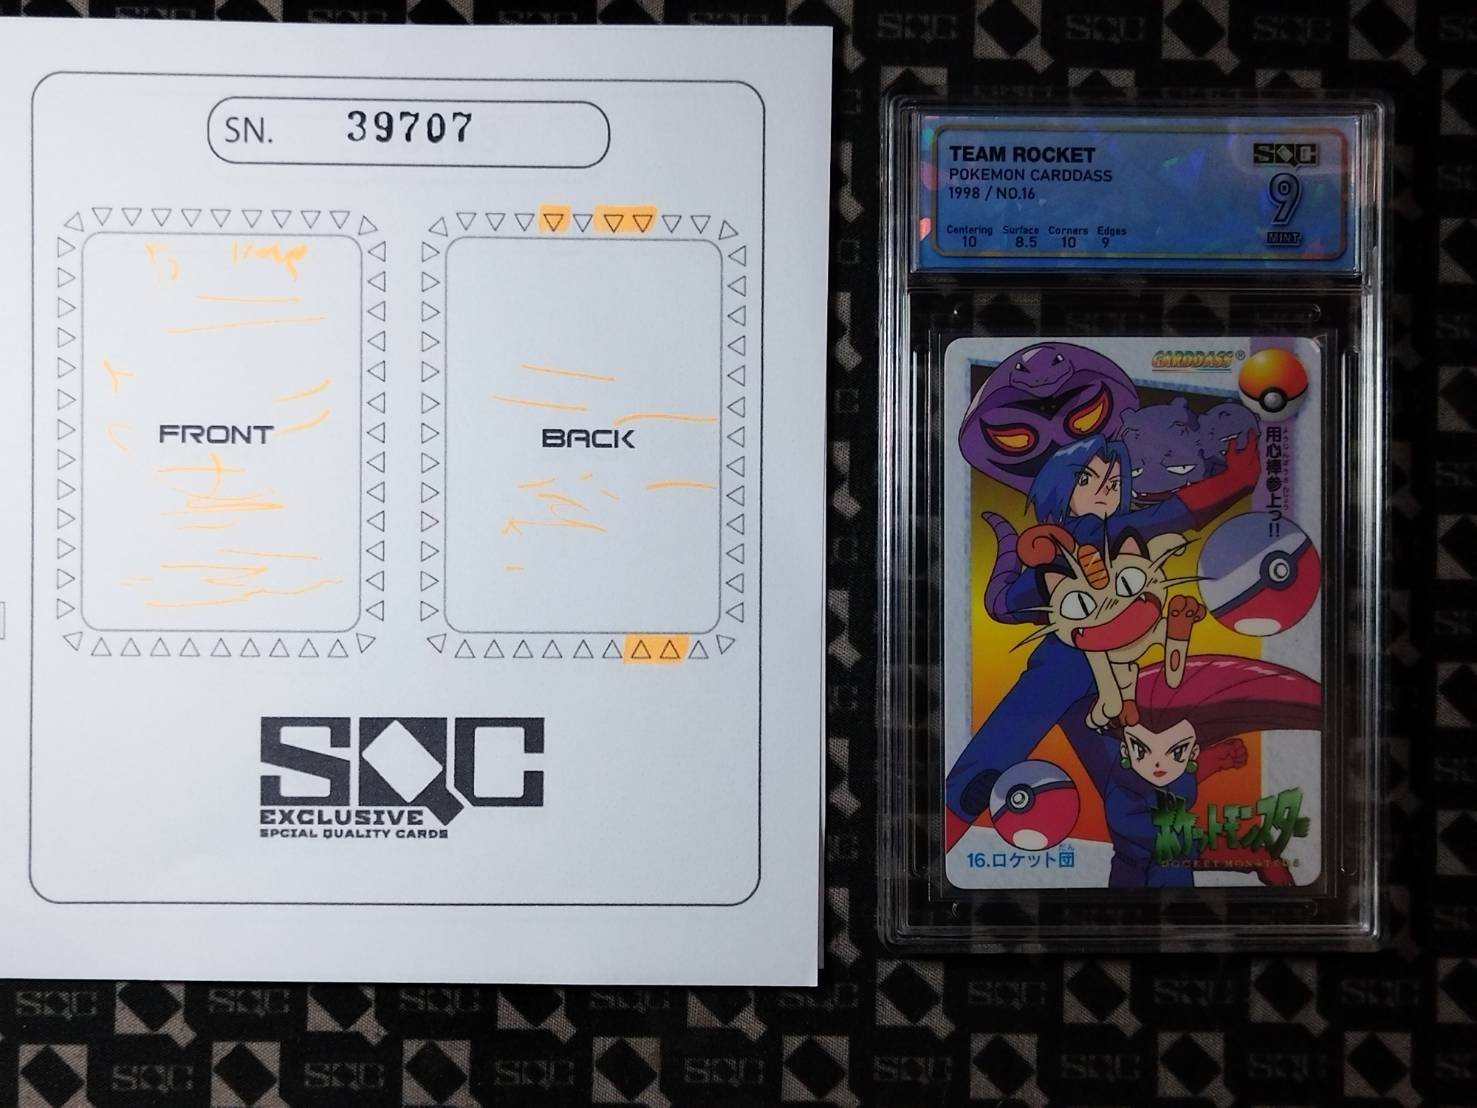 SN. 39707
FRONT
BACK
SQC
EXCLUSIVE
SPCIAL QUALITY CARDS
TEAM ROCKET
POKEMON CARDDASS
1998 / NO.16
Centering Surface Corners Edges
10 8.5 10 9
SQC
9
MINT
CARDDASS®
用心棒参上っ!!
ポケットモンスター
POCKET MONSTERS
だん
16.ロケット団